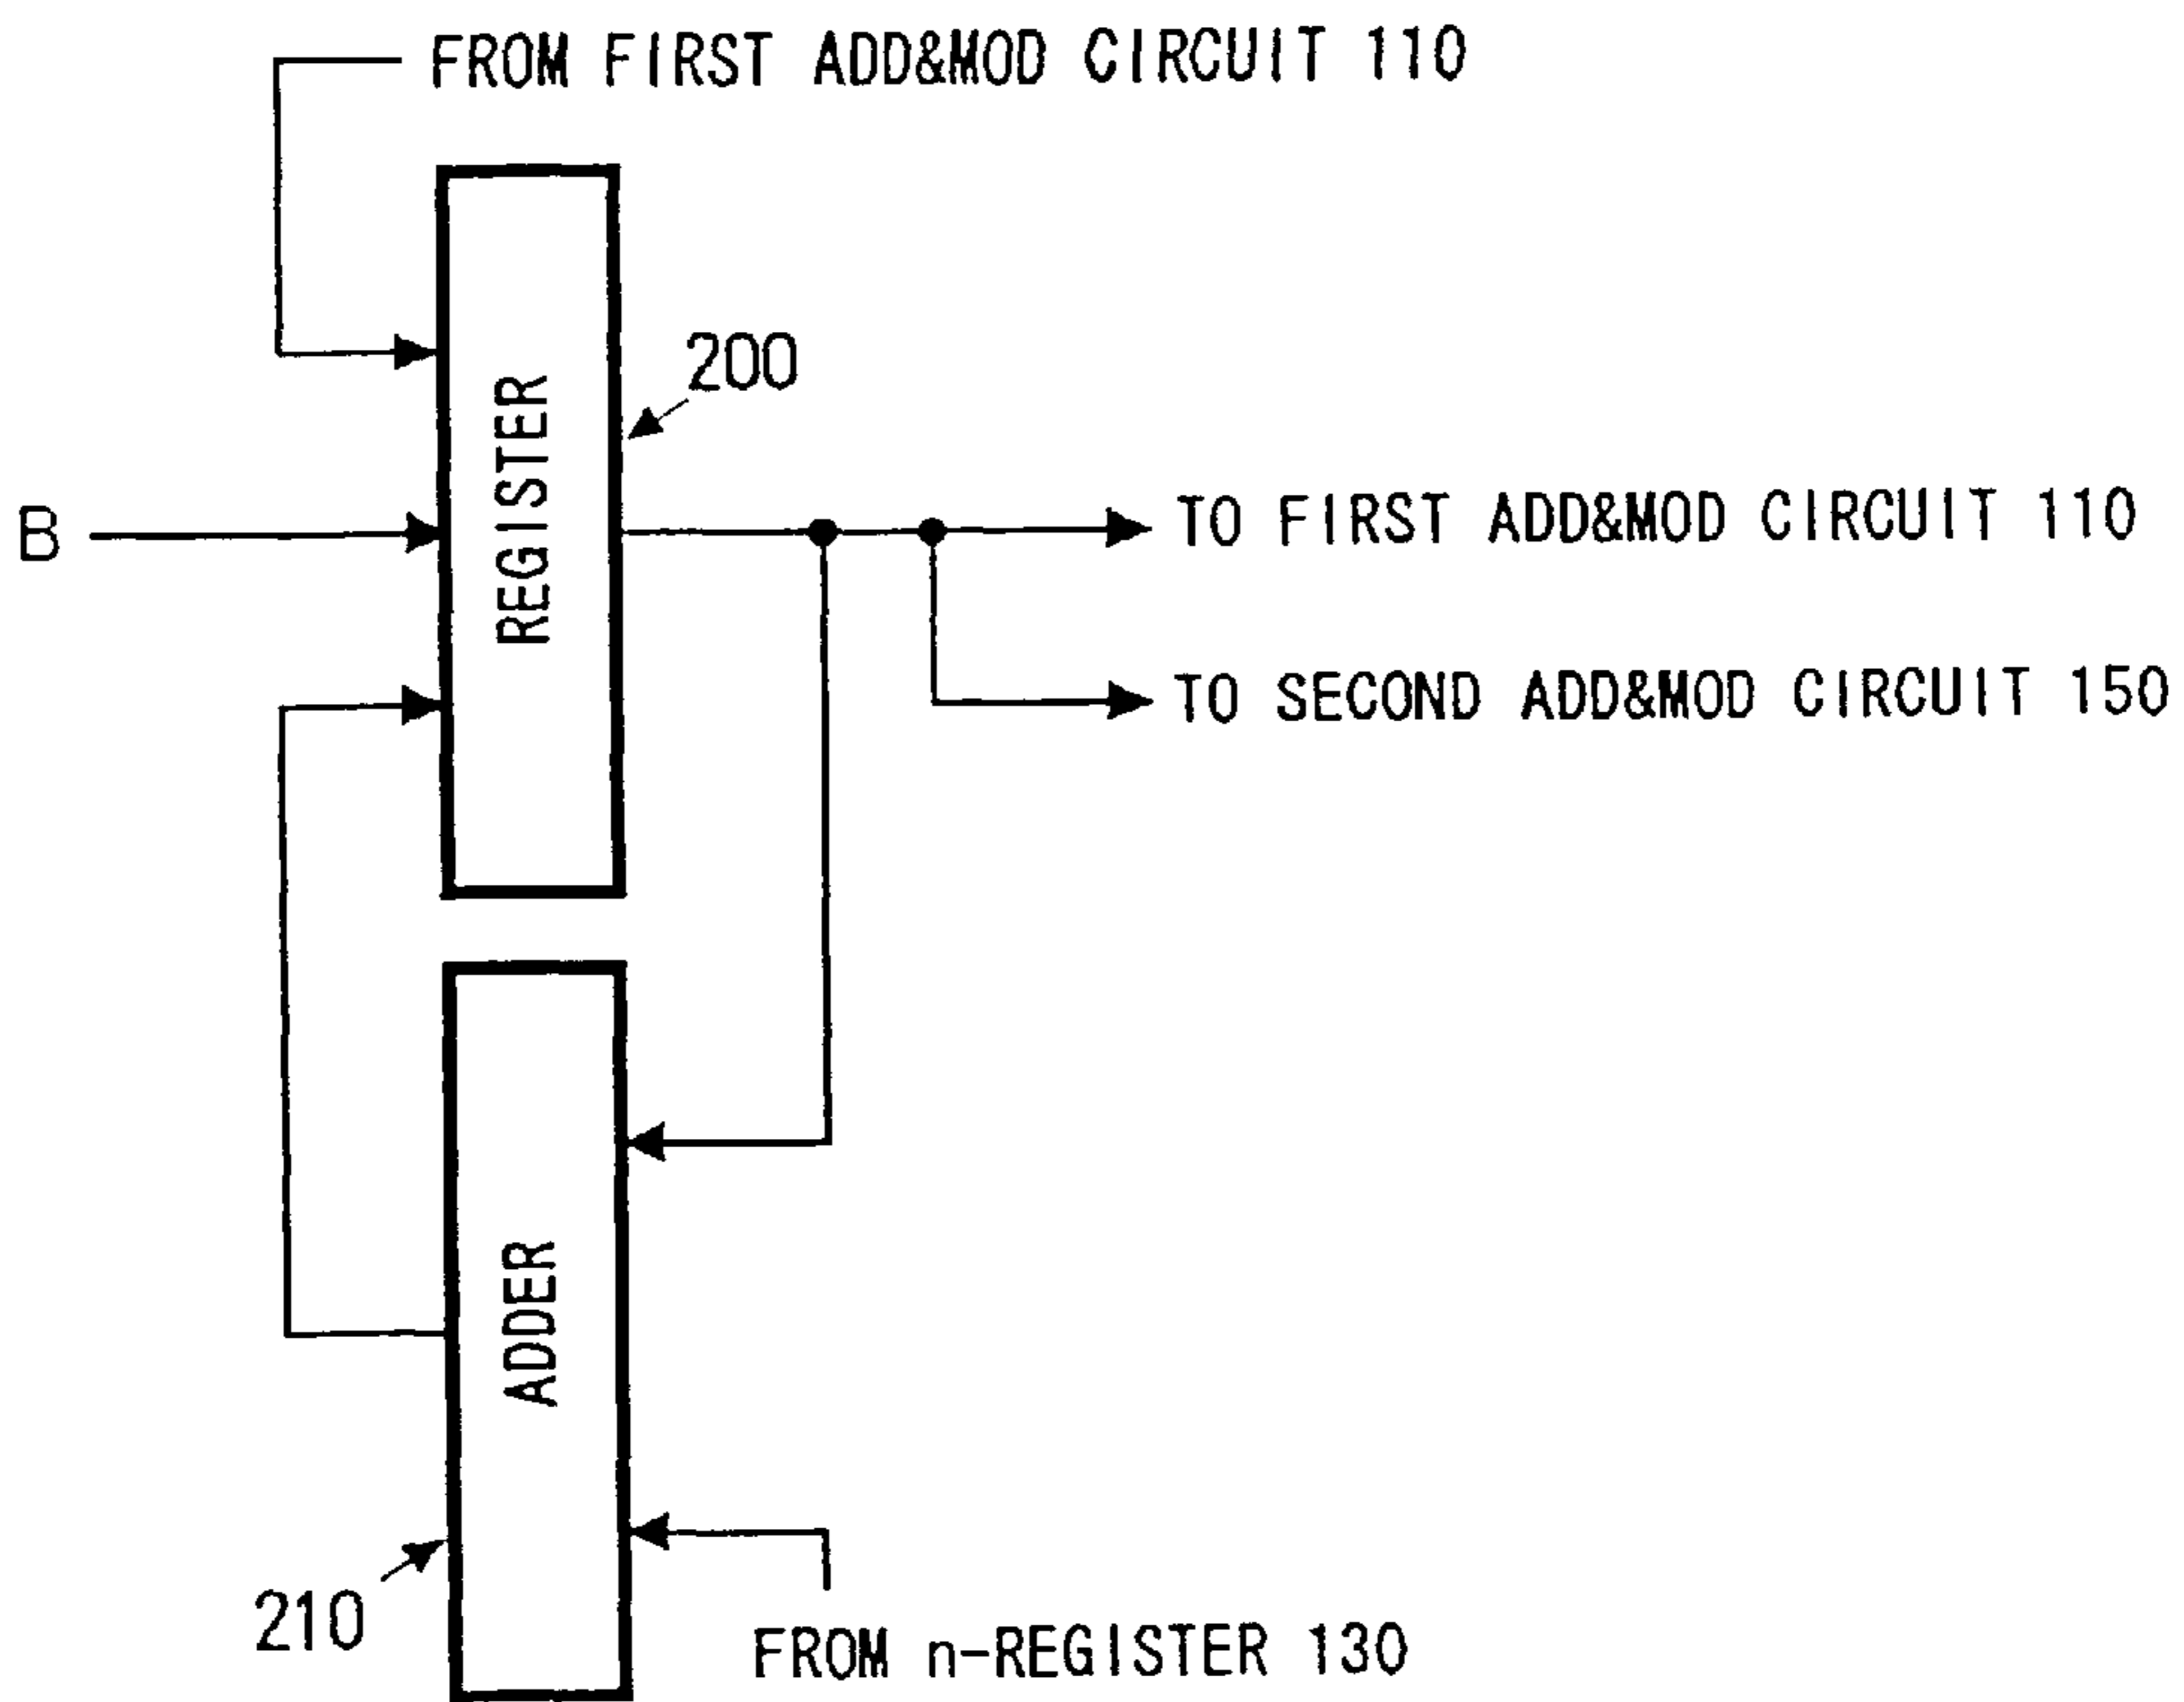 FROM FIRST ADD&MOD CIRCUIT 110
200
REGISTER
B
TO FIRST ADD&MOD CIRCUIT 110
TO SECOND ADD&MOD CIRCUIT 150
ADDER
210
FROM n-REGISTER 130